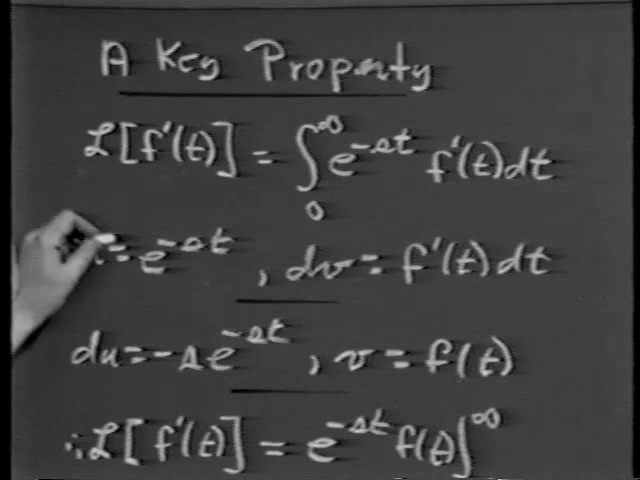 A Key Property
ℒ[f'(t)] = ∫₀^∞ e^-st f'(t)dt
= e^-st , dv = f'(t)dt
du = -se^-st , v = f(t)
∴ ℒ[f'(t)] = e^-st f(t)|^∞